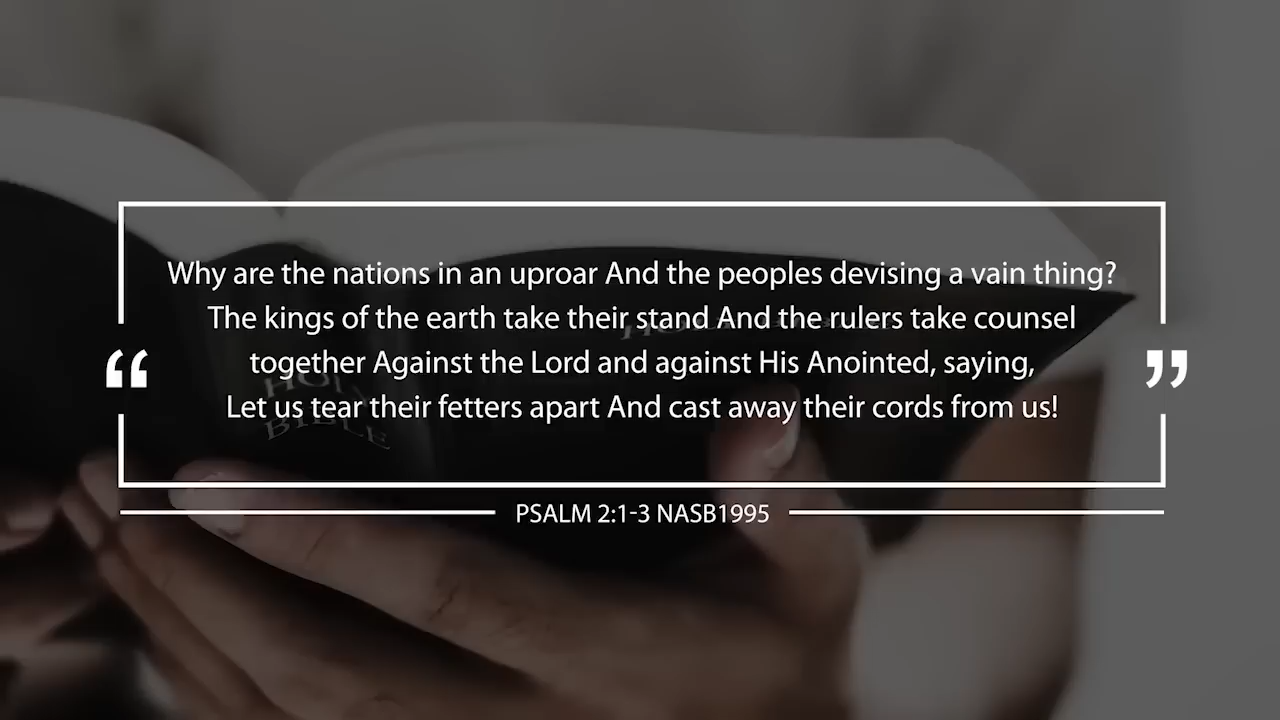 Why are the nations in an uproar And the peoples devising a vain thing?
The kings of the earth take their stand And the rulers take counsel
“ together Against the Lord and against His Anointed, saying, ”
Let us tear their fetters apart And cast away their cords from us!
HOLY
BIBLE
PSALM 2:1-3 NASB1995